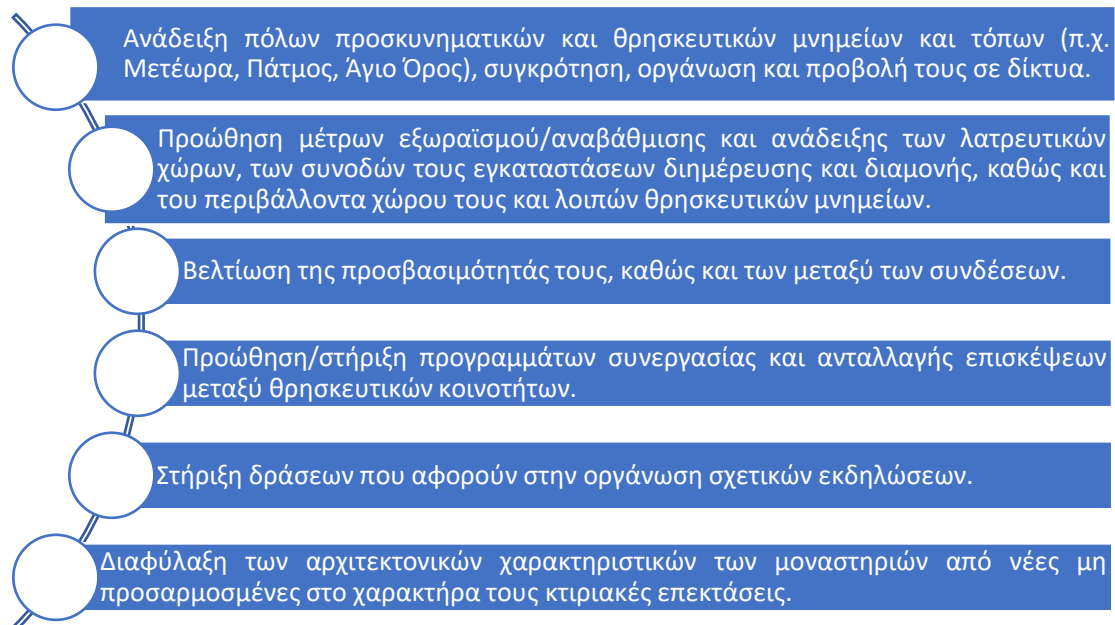 Ανάδειξη πόλων προσκυνηματικών και θρησκευτικών μνημείων και τόπων (π.χ.
Μετέωρα, Πάτμος, Άγιο Όρος), συγκρότηση, οργάνωση και προβολή τους σε δίκτυα.
Προώθηση μέτρων εξωραϊσμού/αναβάθμισης και ανάδειξης των λατρευτικών
χώρων, των συνοδών τους εγκαταστάσεων διημέρευσης και διαμονής, καθώς και
του περιβάλλοντα χώρου τους και λοιπών θρησκευτικών μνημείων.
Βελτίωση της προσβασιμότητάς τους, καθώς και των μεταξύ των συνδέσεων.
Προώθηση/στήριξη προγραμμάτων συνεργασίας και ανταλλαγής επισκέψεων
μεταξύ θρησκευτικών κοινοτήτων.
Στήριξη δράσεων που αφορούν στην οργάνωση σχετικών εκδηλώσεων.
Διαφύλαξη των αρχιτεκτονικών χαρακτηριστικών των μοναστηριών από νέες μη
προσαρμοσμένες στο χαρακτήρα τους κτιριακές επεκτάσεις.